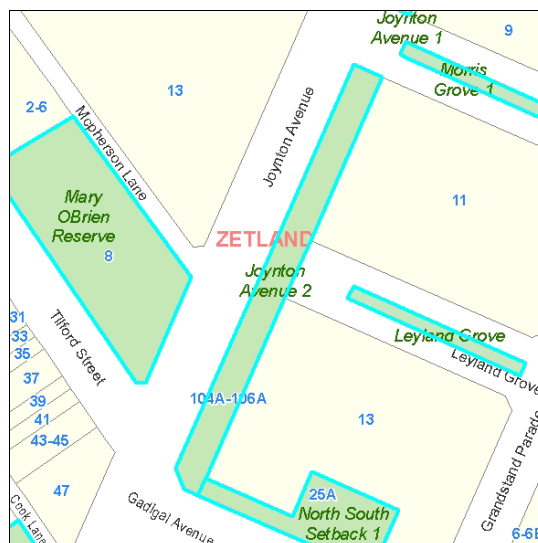 Joynton
Avenue 1
9
Morris
Grove 1
13
2-6
Mcpherson Lane
Joynton Avenue
Mary
OBrien
Reserve
8
11
ZETLAND
Joynton
Avenue 2
Tilford Street
31
33
35
37
39
41
43-45
47
Leyland Grove
Leyland Grove
104A-106A
13
Grandstand Parade
25A
North South
Setback 1
Gadigal Avenue
Cook Lane